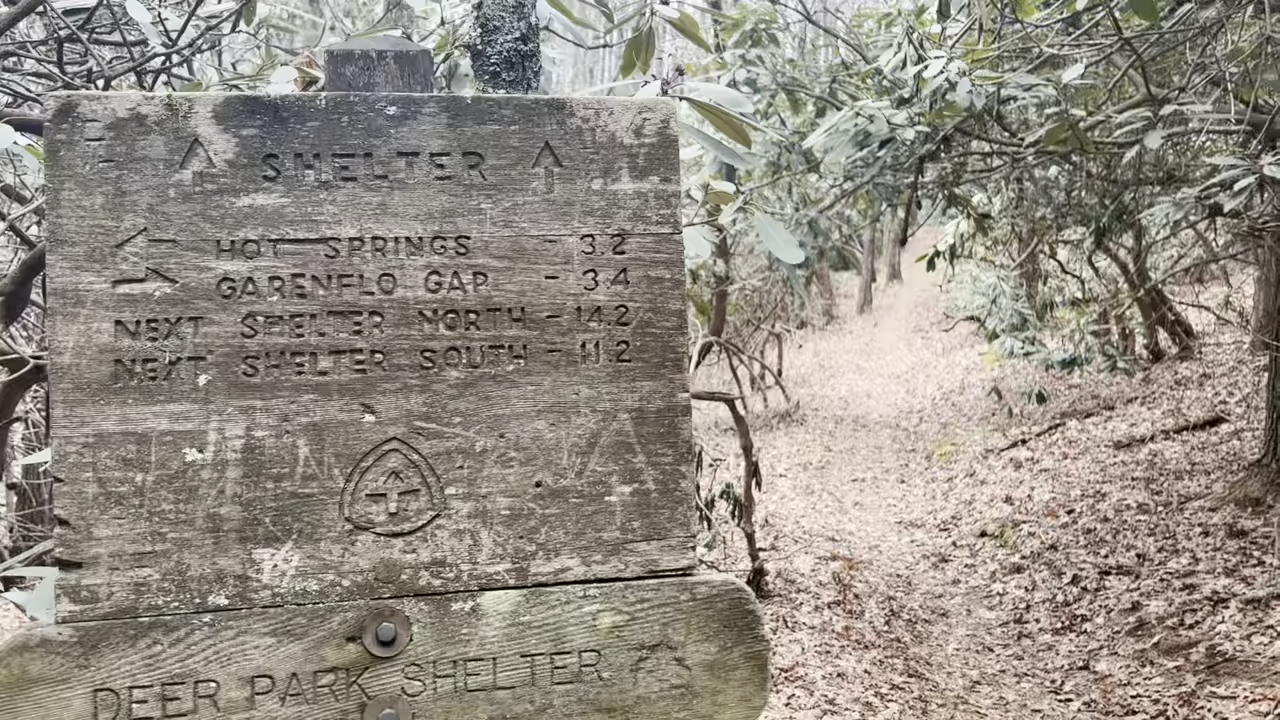 ↑ SHELTER ↑
← HOT SPRINGS - 3.2
→ GARENFLO GAP - 3.4
NEXT SHELTER NORTH - 14.2
NEXT SHELTER SOUTH - 11.2
DEER PARK SHELTER